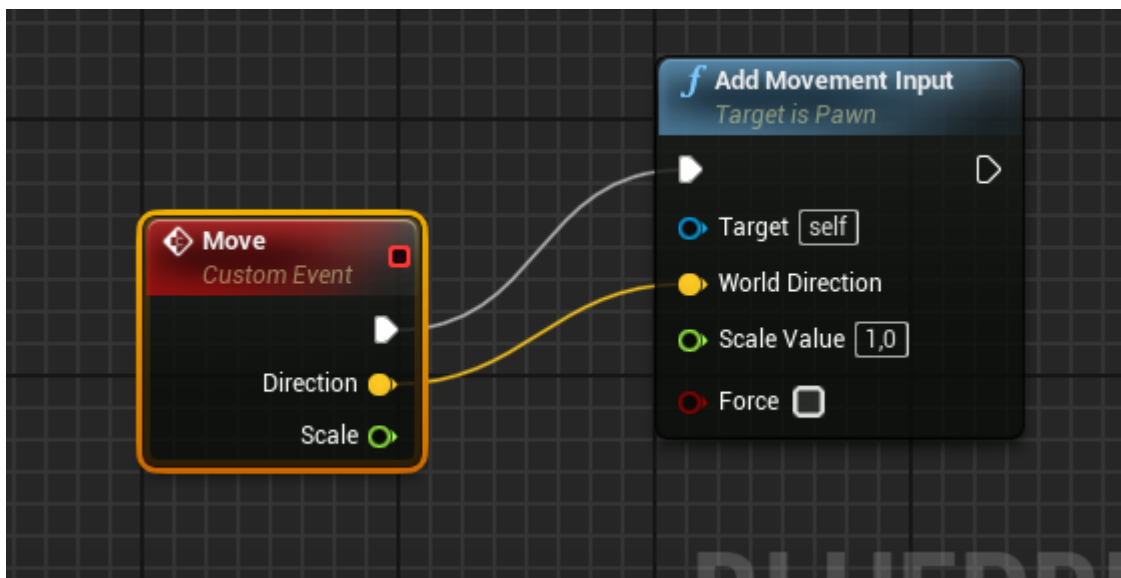 Add Movement Input
Target is Pawn
Move
Custom Event
Target self
World Direction
Scale Value 1,0
Direction
Force
Scale